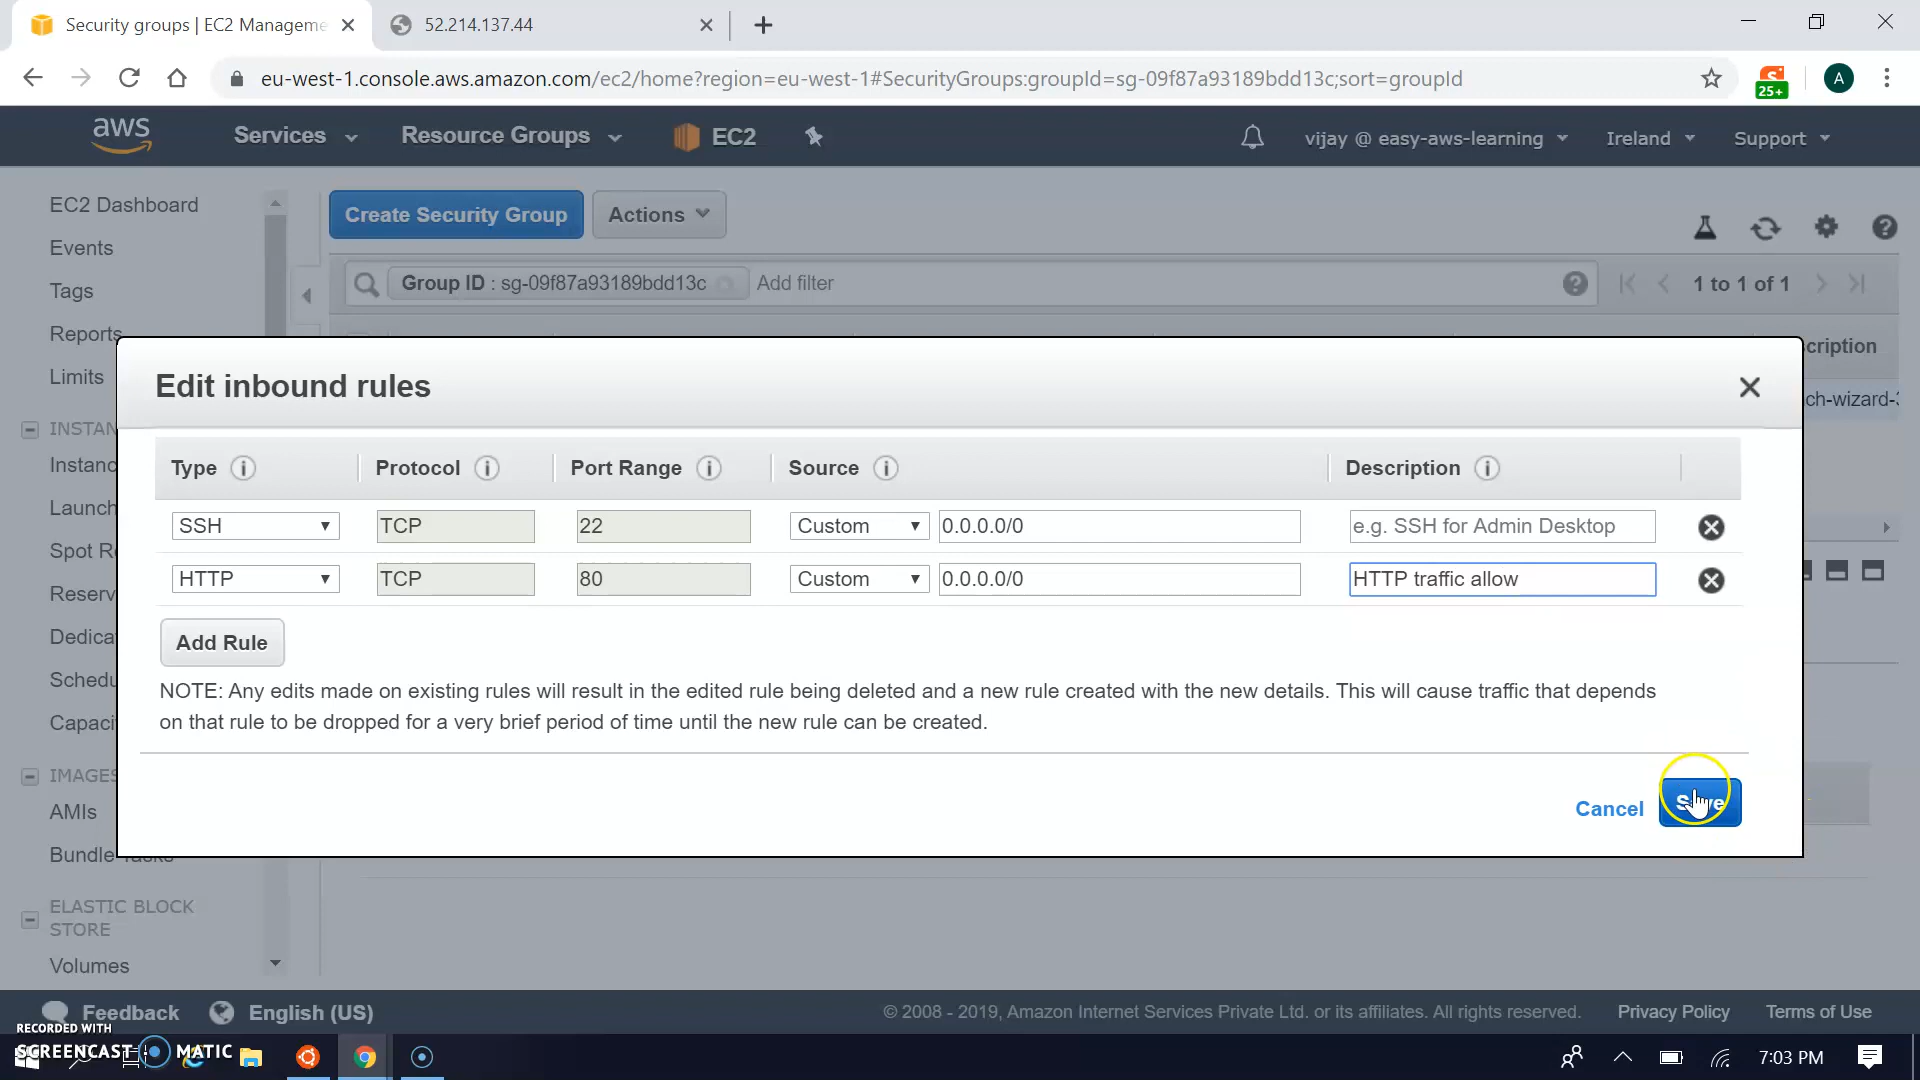 Security groups | EC2 Manageme
52.214.137.44
eu-west-1.console.aws.amazon.com/ec2/home?region=eu-west-1#SecurityGroups:groupId=sg-09f87a93189bdd13c;sort=groupId
25+
A
aws
Services
Resource Groups
EC2
vijay @ easy-aws-learning
Ireland
Support
EC2 Dashboard
Events
Tags
Reports
Limits
INSTAN
Instanc
Launch
Spot Re
Reserv
Dedica
Schedu
Capaci
IMAGES
AMIs
Bundle Tasks
ELASTIC BLOCK
STORE
Volumes
Create Security Group
Actions
Group ID : sg-09f87a93189bdd13c
Add filter
1 to 1 of 1
cription
ch-wizard-3
Edit inbound rules
Type Protocol Port Range Source Description
SSH TCP 22 Custom 0.0.0.0/0 e.g. SSH for Admin Desktop
HTTP TCP 80 Custom 0.0.0.0/0 HTTP traffic allow
Add Rule
NOTE: Any edits made on existing rules will result in the edited rule being deleted and a new rule created with the new details. This will cause traffic that depends
on that rule to be dropped for a very brief period of time until the new rule can be created.
Cancel
Save
Feedback
English (US)
© 2008 - 2019, Amazon Internet Services Private Ltd. or its affiliates. All rights reserved.
Privacy Policy
Terms of Use
RECORDED WITH
SCREENCAST MATIC
7:03 PM